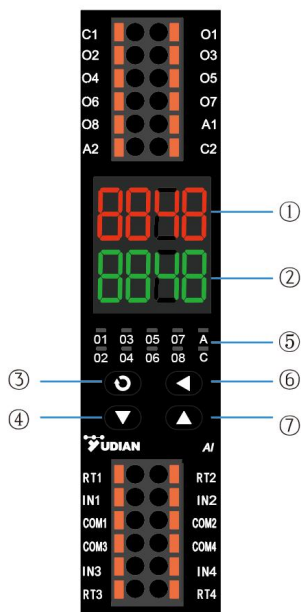 C1 O1
O2 O3
O4 O5
O6 O7
O8 A1
A2 C2
8848 ①
8848 ②
01 03 05 07 A ⑤
02 04 06 08 C
③ ⑥
④ ⑦
YUDIAN AI
RT1 RT2
IN1 IN2
COM1 COM2
COM3 COM4
IN3 IN4
RT3 RT4